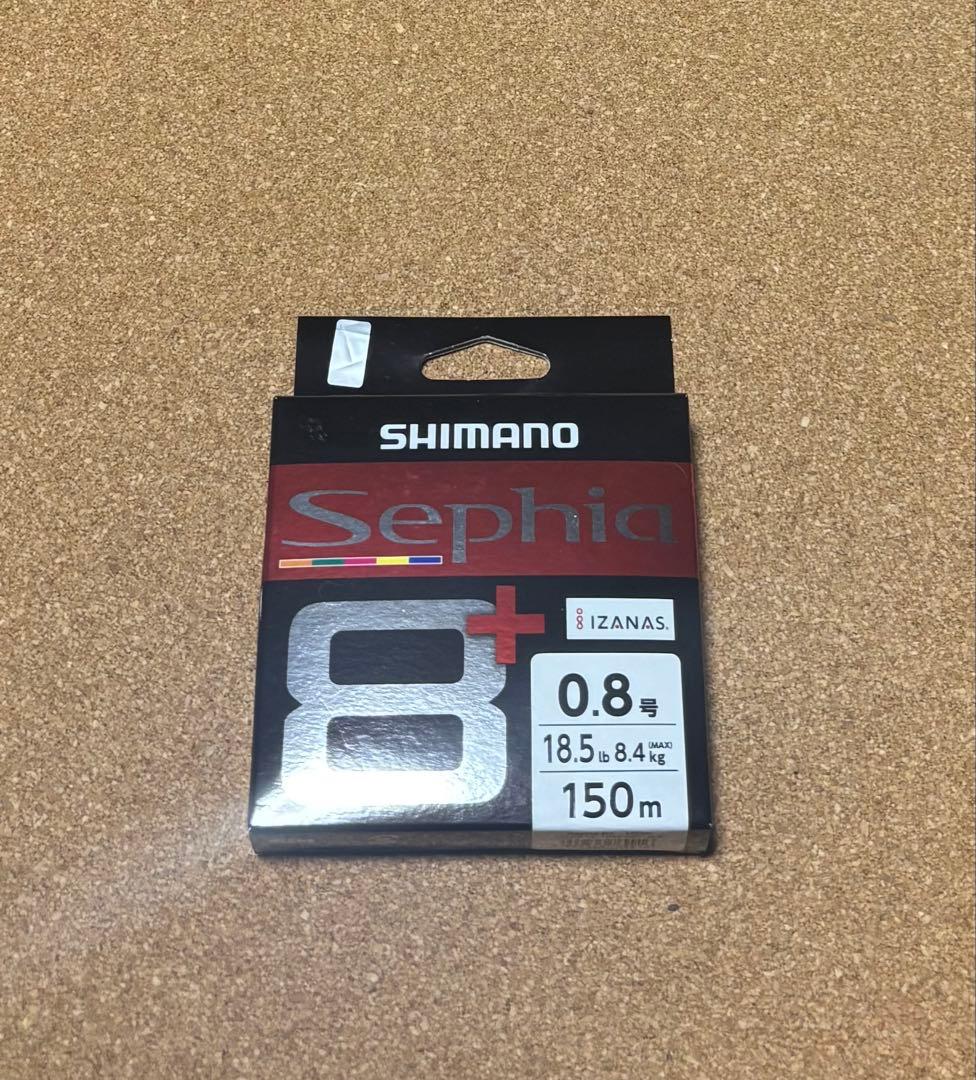 SHIMANO
Sephia
8+
IZANAS®
0.8号
18.5lb 8.4kg (MAX)
150m